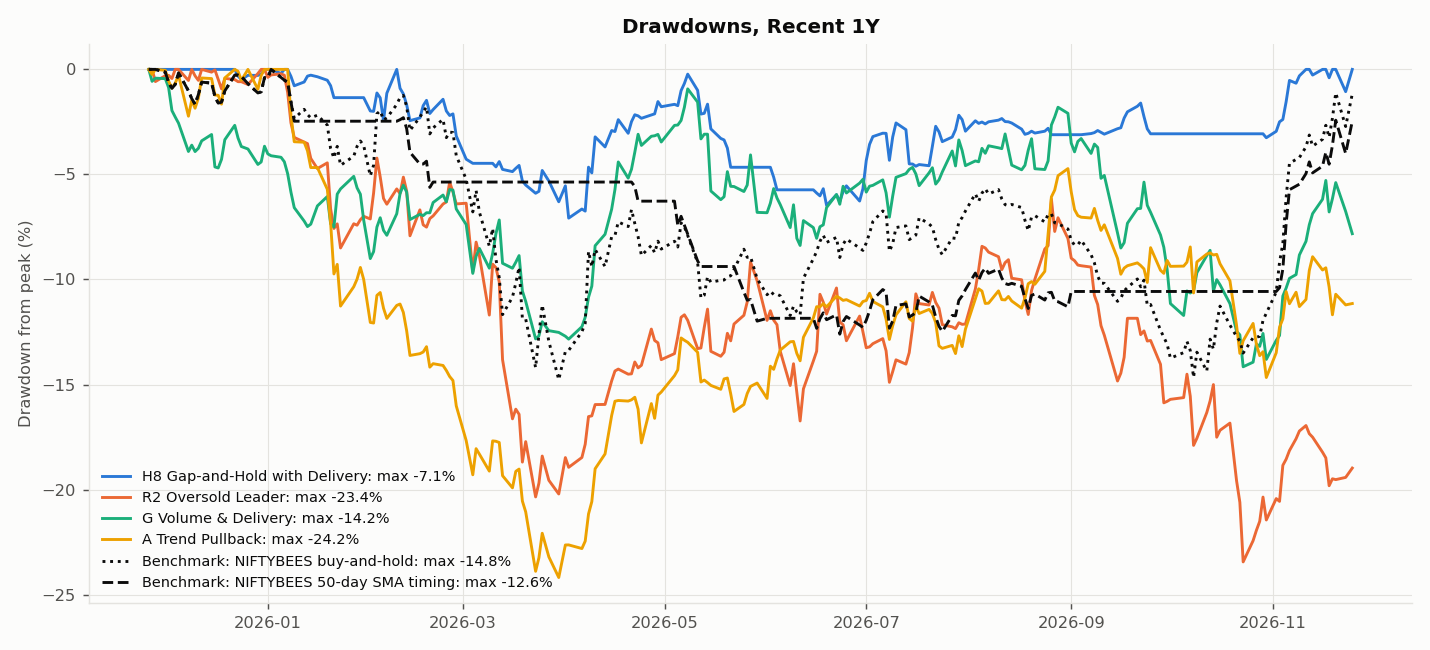 Drawdowns, Recent 1Y
Drawdown from peak (%)
0
−5
−10
−15
−20
−25
H8 Gap-and-Hold with Delivery: max -7.1%
R2 Oversold Leader: max -23.4%
G Volume & Delivery: max -14.2%
A Trend Pullback: max -24.2%
Benchmark: NIFTYBEES buy-and-hold: max -14.8%
Benchmark: NIFTYBEES 50-day SMA timing: max -12.6%
2026-01
2026-03
2026-05
2026-07
2026-09
2026-11